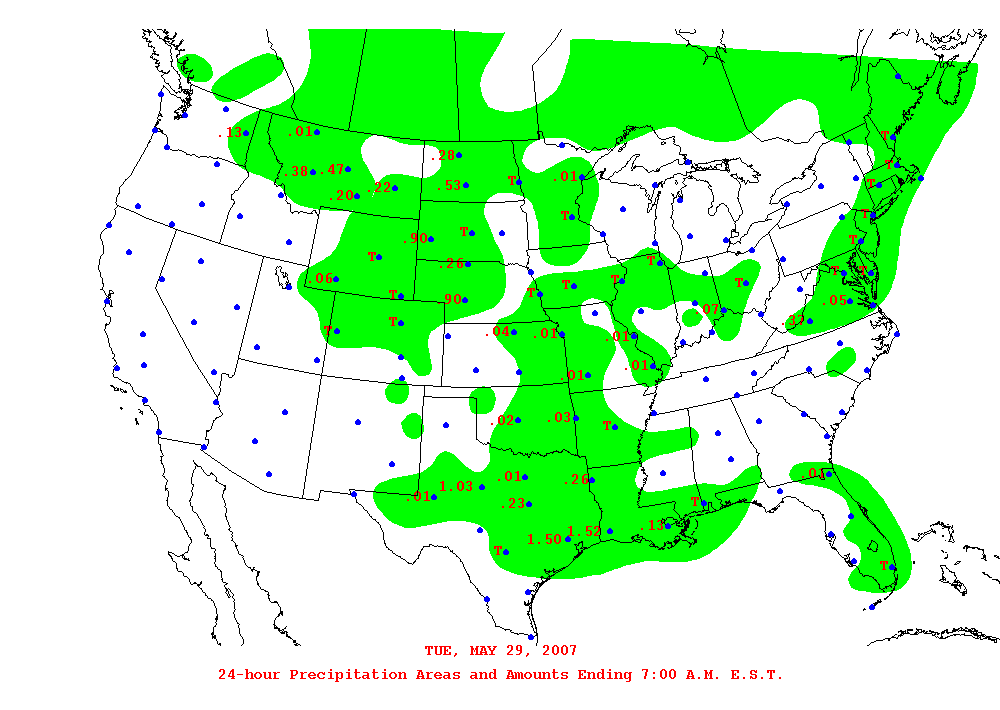 .13 .01
.28
.38 .47 .01
.20 .22 .53 T
T T T T
T .90 T T
T .26 T T
.06 T T T T T
T .90 .07 .05
T T .04 .01 .01 .32
.01 .01
.02 .03 T
.01 1.03 .01 .26 T
.23 .13
1.50 1.52
T T
TUE, MAY 29, 2007
24-hour Precipitation Areas and Amounts Ending 7:00 A.M. E.S.T.